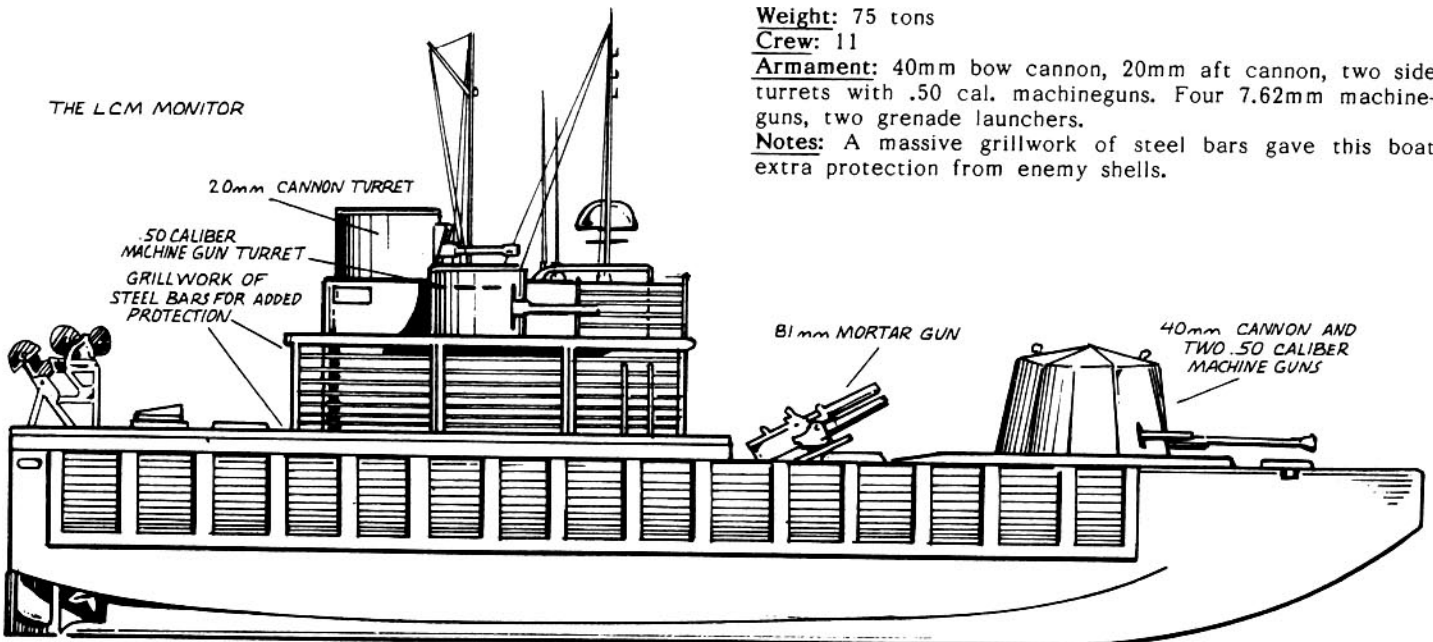 Weight: 75 tons
Crew: 11
Armament: 40mm bow cannon, 20mm aft cannon, two side
turrets with .50 cal. machineguns. Four 7.62mm machine-
guns, two grenade launchers.
Notes: A massive grillwork of steel bars gave this boat
extra protection from enemy shells.
THE LCM MONITOR
20mm CANNON TURRET
.50 CALIBER
MACHINE GUN TURRET
GRILLWORK OF
STEEL BARS FOR ADDED
PROTECTION
81mm MORTAR GUN
40mm CANNON AND
TWO .50 CALIBER
MACHINE GUNS